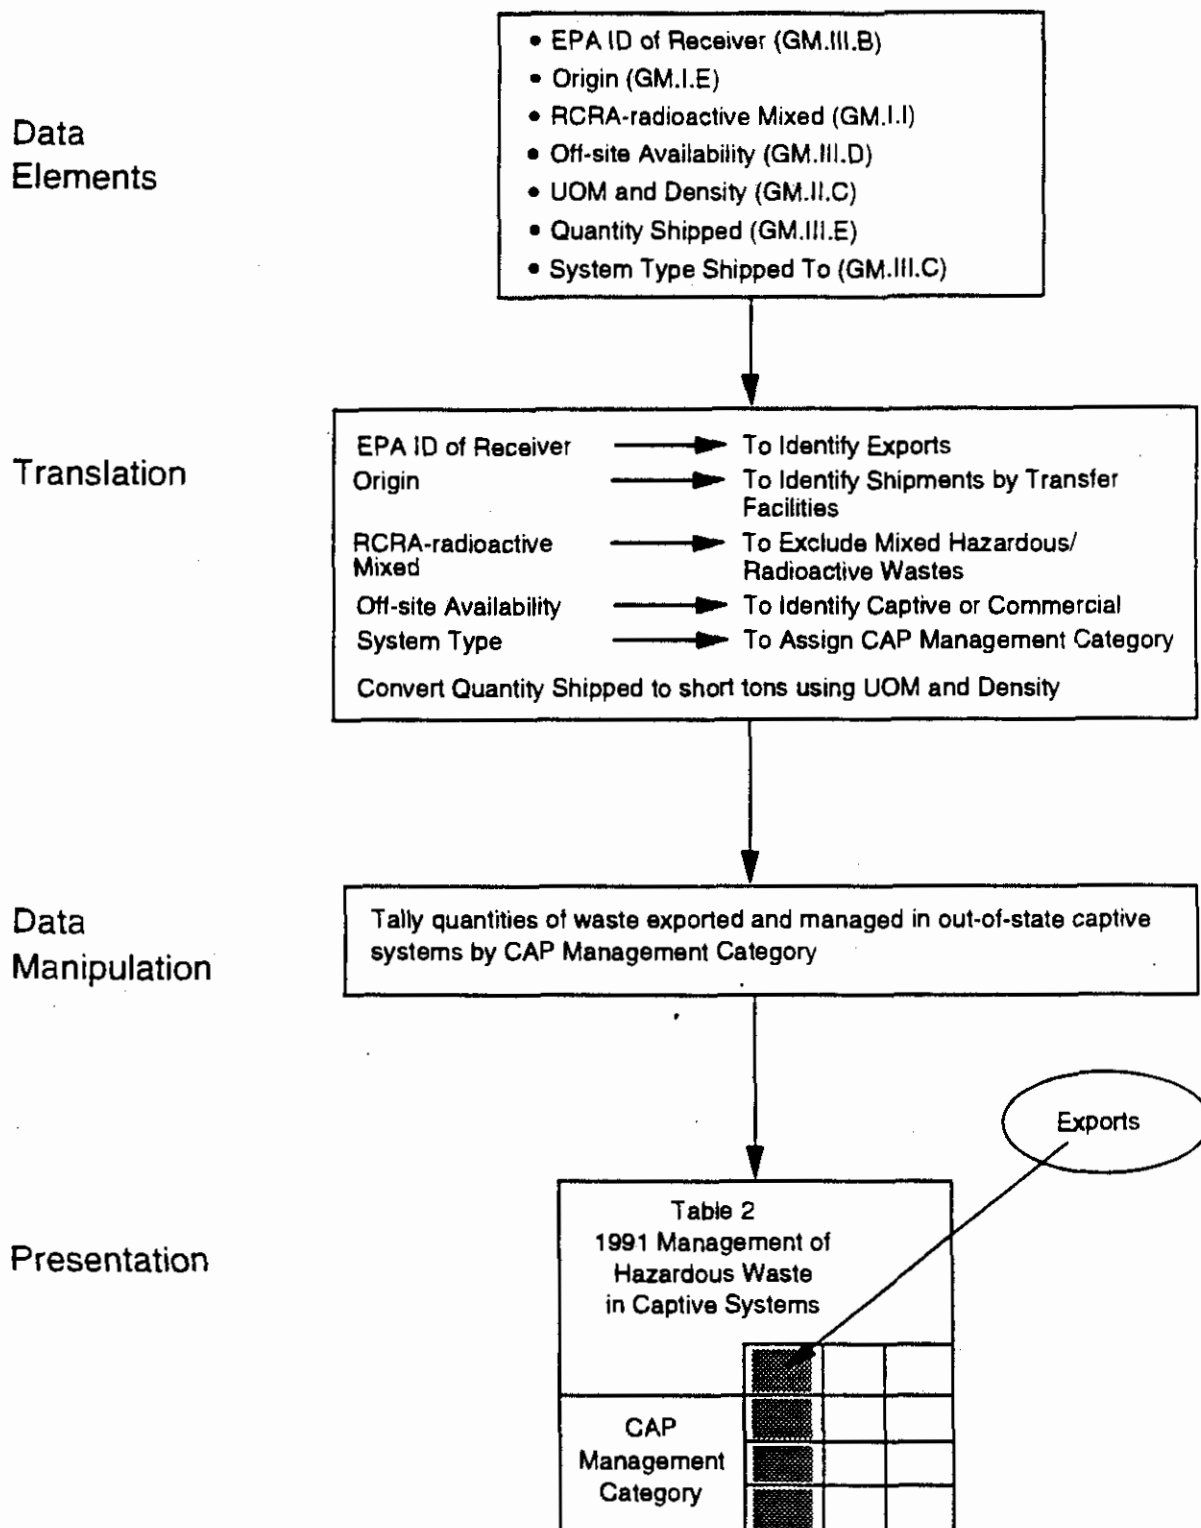 • EPA ID of Receiver (GM.III.B)
• Origin (GM.I.E)
• RCRA-radioactive Mixed (GM.I.I)
• Off-site Availability (GM.III.D)
• UOM and Density (GM.II.C)
• Quantity Shipped (GM.III.E)
• System Type Shipped To (GM.III.C)
Data
Elements
Translation
EPA ID of Receiver To Identify Exports
Origin To Identify Shipments by Transfer
Facilities
RCRA-radioactive To Exclude Mixed Hazardous/
Mixed Radioactive Wastes
Off-site Availability To Identify Captive or Commercial
System Type To Assign CAP Management Category
Convert Quantity Shipped to short tons using UOM and Density
Data
Manipulation
Tally quantities of waste exported and managed in out-of-state captive
systems by CAP Management Category
Exports
Presentation
Table 2
1991 Management of
Hazardous Waste
in Captive Systems
CAP
Management
Category